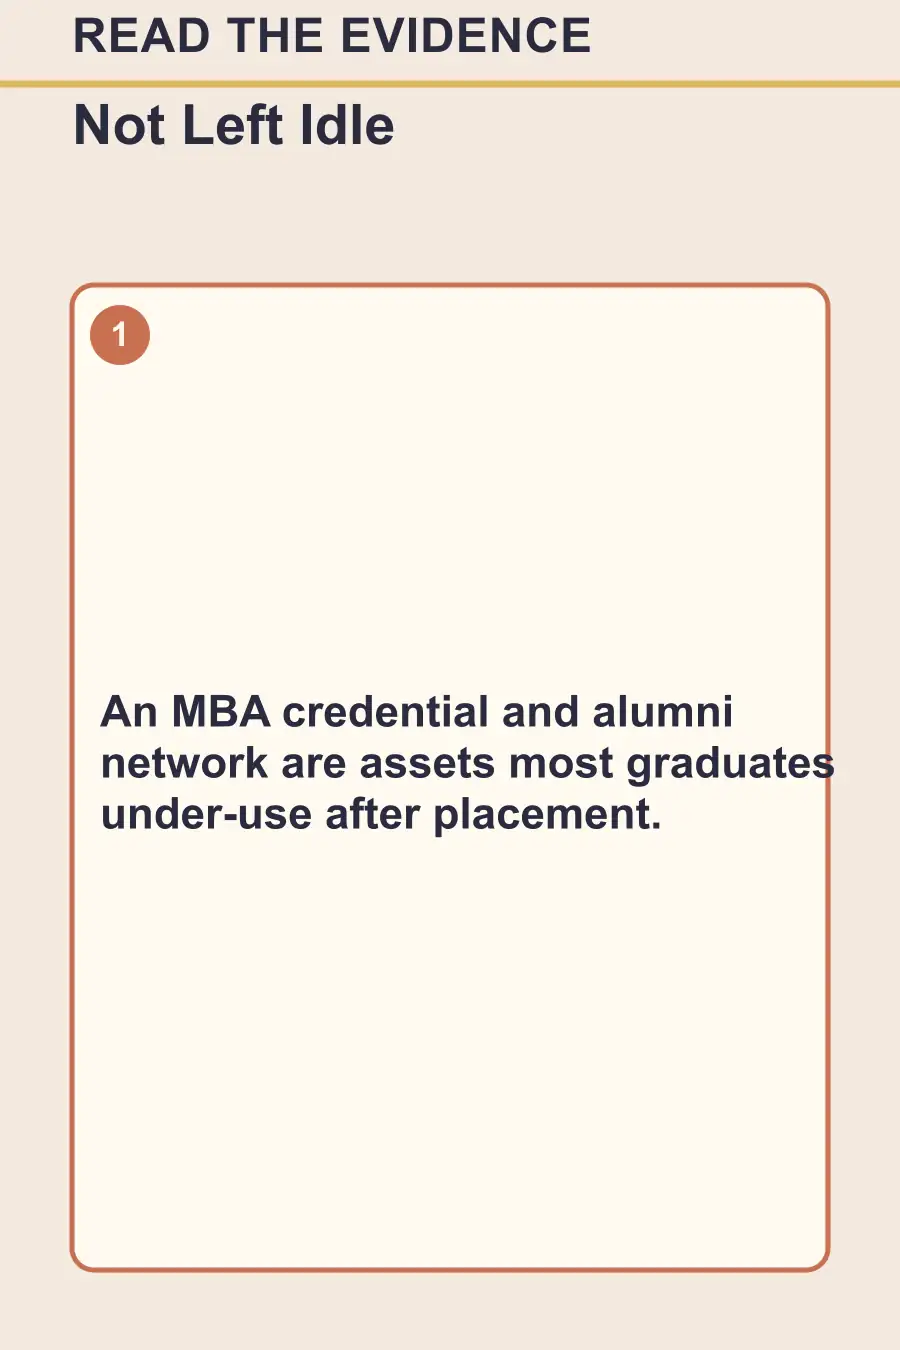 READ THE EVIDENCE
Not Left Idle
1
An MBA credential and alumni
network are assets most graduates
under-use after placement.